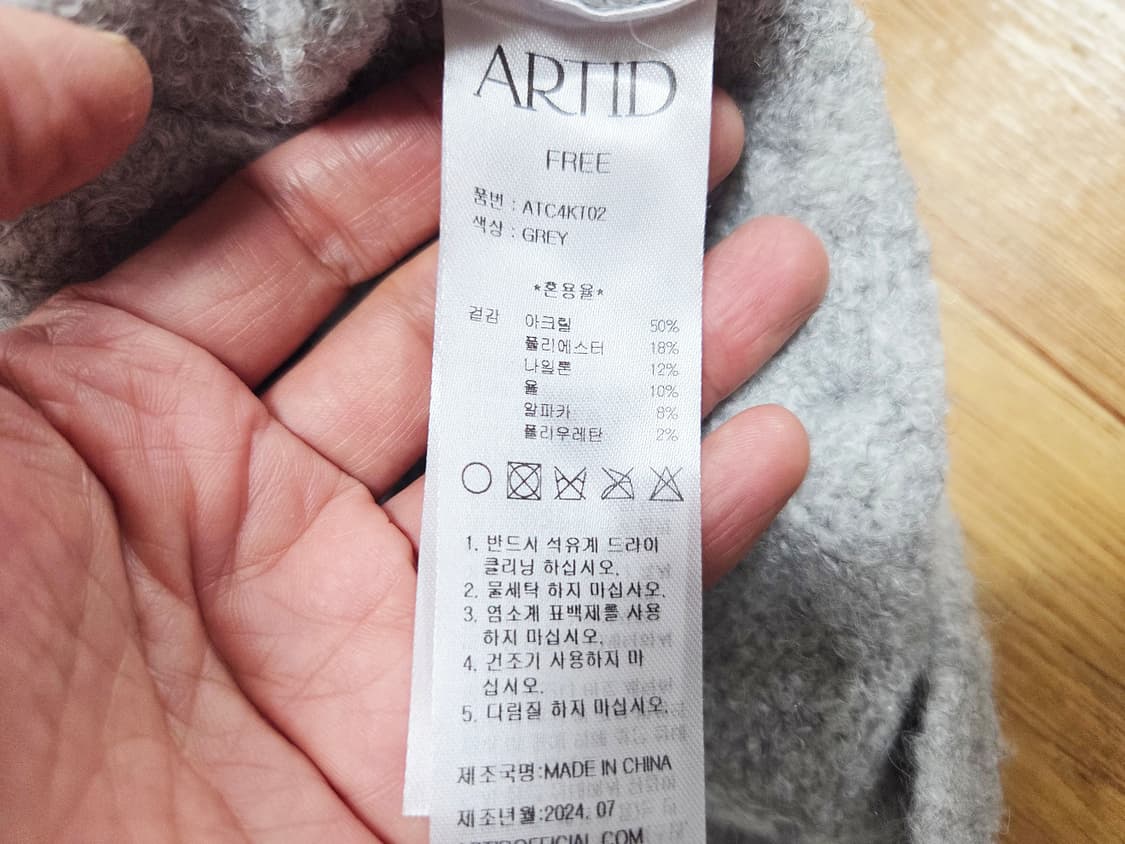 ARTID
FREE
품번 : ATC4KT02
색상 : GREY
*혼용율*
겉감 아크릴 50%
폴리에스터 18%
나일론 12%
울 10%
알파카 8%
폴리우레탄 2%
1. 반드시 석유계 드라이
클리닝 하십시오.
2. 물세탁 하지 마십시오.
3. 염소계 표백제를 사용
하지 마십시오.
4. 건조기 사용하지 마
십시오.
5. 다림질 하지 마십시오.
제조국명:MADE IN CHINA
제조년월:2024. 07